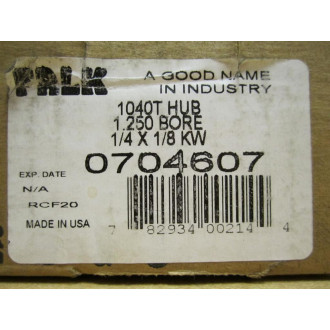 FALK
A GOOD NAME
IN INDUSTRY
1040T HUB
1.250 BORE
1/4 X 1/8 KW
0704607
EXP. DATE
N/A
RCF20
MADE IN USA
7 82934 00214 4